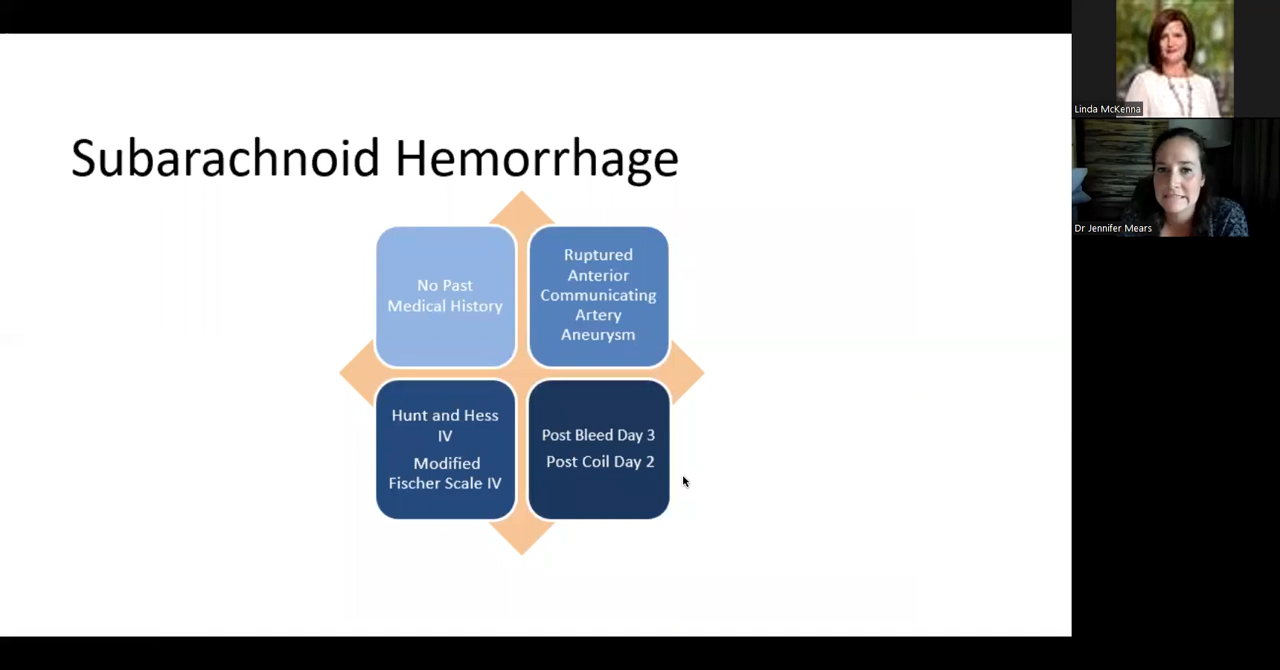 Subarachnoid Hemorrhage
No Past
Medical History
Ruptured
Anterior
Communicating
Artery
Aneurysm
Hunt and Hess
IV
Modified
Fischer Scale IV
Post Bleed Day 3
Post Coil Day 2
Linda McKenna
Dr Jennifer Mears